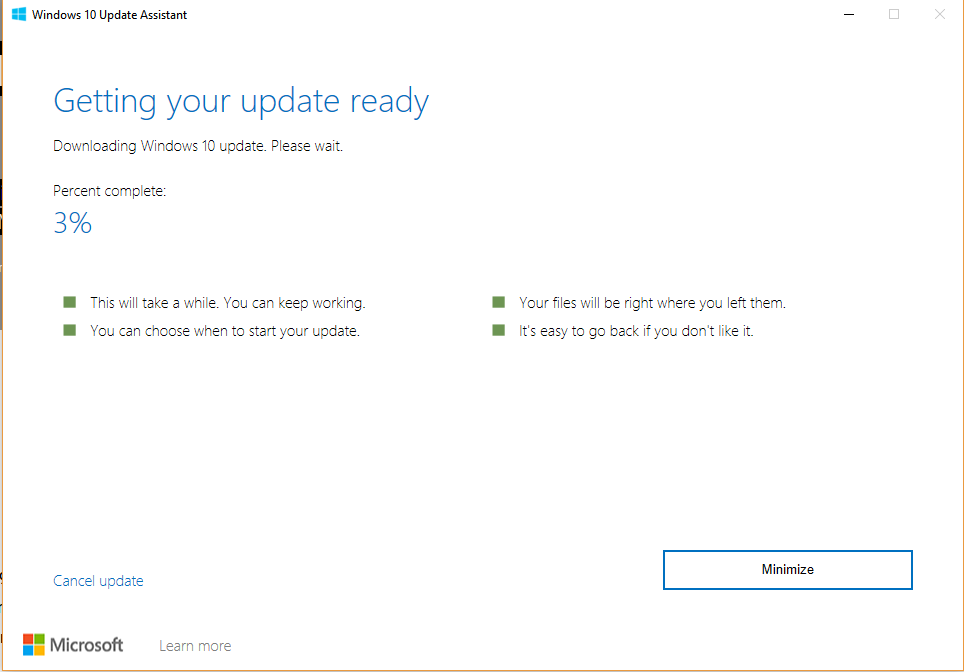 Windows 10 Update Assistant
Getting your update ready
Downloading Windows 10 update. Please wait.
Percent complete:
3%
This will take a while. You can keep working.
You can choose when to start your update.
Your files will be right where you left them.
It's easy to go back if you don't like it.
Cancel update
Minimize
Microsoft
Learn more